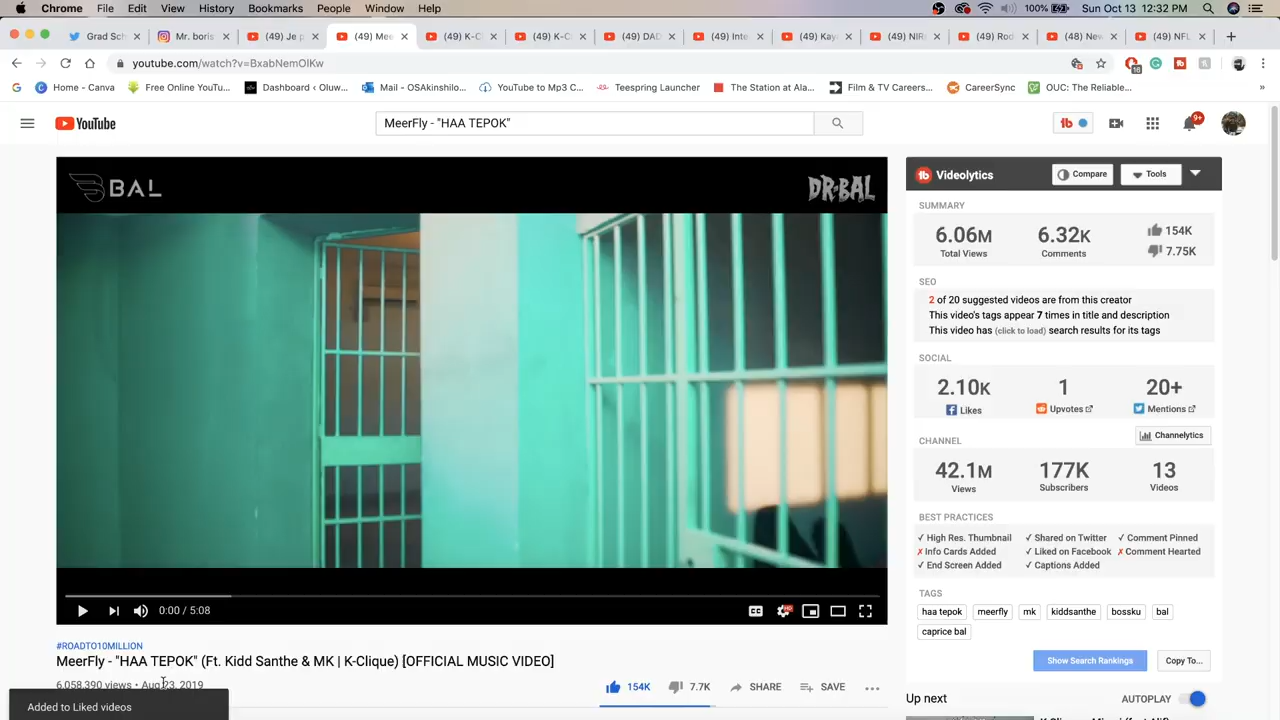 Chrome File Edit View History Bookmarks People Window Help 100% Sun Oct 13 12:32 PM
Grad Sch (49) Je p (49) Mee (49) K-C (49) K-C (49) DAD (49) Inte (49) Kay (49) NIR (49) Rod (48) New (49) NFL
Mr. boris
youtube.com/watch?v=BxabNemOlKw 18
Home - Canva Free Online YouTu... Dashboard ‹ Oluw... Mail - OSAkinshilo... YouTube to Mp3 C... Teespring Launcher The Station at Ala... Film & TV Careers... CareerSync OUC: The Reliable... »
YouTube MeerFly - "HAA TEPOK" tb 9+
BAL DR·BAL
0:00 / 5:08
CC HD
#ROADTO10MILLION
MeerFly - "HAA TEPOK" (Ft. Kidd Santhe & MK | K-Clique) [OFFICIAL MUSIC VIDEO]
6,058,390 views • Aug 23, 2019
154K 7.7K SHARE SAVE
Added to Liked videos
tb Videolytics Compare Tools
SUMMARY
6.06M 6.32K 154K
Total Views Comments 7.75K
SEO
2 of 20 suggested videos are from this creator
This video's tags appear 7 times in title and description
This video has (click to load) search results for its tags
SOCIAL
2.10K 1 20+
Likes Upvotes Mentions
CHANNEL Channelytics
42.1M 177K 13
Views Subscribers Videos
BEST PRACTICES
✓ High Res. Thumbnail ✓ Shared on Twitter ✓ Comment Pinned
✗ Info Cards Added ✓ Liked on Facebook ✗ Comment Hearted
✓ End Screen Added ✓ Captions Added
TAGS
haa tepok meerfly mk kiddsanthe bossku bal
caprice bal
Show Search Rankings Copy To...
Up next AUTOPLAY